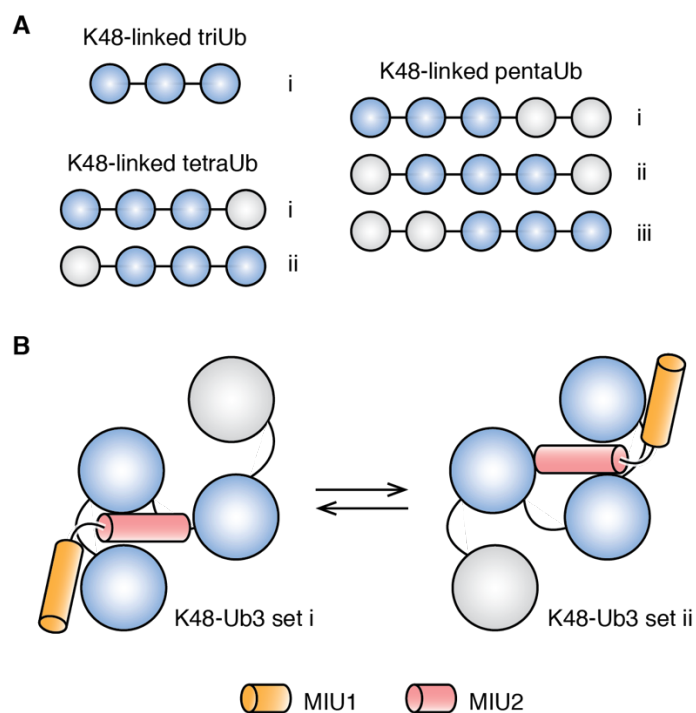 A
K48-linked triUb
i
K48-linked tetraUb
i
ii
K48-linked pentaUb
i
ii
iii
B
K48-Ub3 set i
K48-Ub3 set ii
MIU1
MIU2